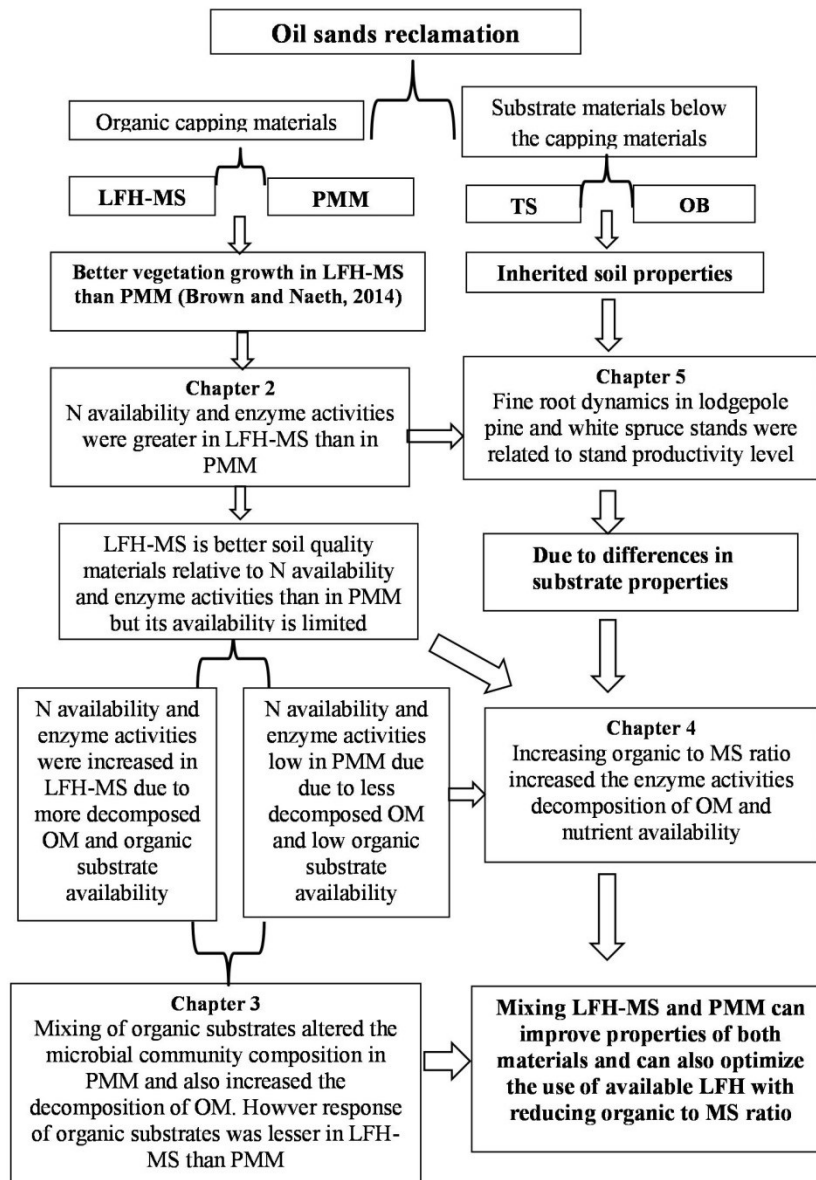 Oil sands reclamation
Organic capping materials
Substrate materials below
the capping materials
LFH-MS
PMM
TS
OB
Better vegetation growth in LFH-MS
than PMM (Brown and Naeth, 2014)
Inherited soil properties
Chapter 2
N availability and enzyme activities
were greater in LFH-MS than in
PMM
Chapter 5
Fine root dynamics in lodgepole
pine and white spruce stands were
related to stand productivity level
LFH-MS is better soil quality
materials relative to N availability
and enzyme activities than in PMM
but its availability is limited
Due to differences in
substrate properties
N availability and
enzyme activities
were increased in
LFH-MS due to
more decomposed
OM and organic
substrate
availability
N availability and
enzyme activities
low in PMM due
due to less
decomposed OM
and low organic
substrate
availability
Chapter 4
Increasing organic to MS ratio
increased the enzyme activities
decomposition of OM and
nutrient availability
Chapter 3
Mixing of organic substrates altered the
microbial community composition in
PMM and also increased the
decomposition of OM. Howver response
of organic substrates was lesser in LFH-
MS than PMM
Mixing LFH-MS and PMM can
improve properties of both
materials and can also optimize
the use of available LFH with
reducing organic to MS ratio